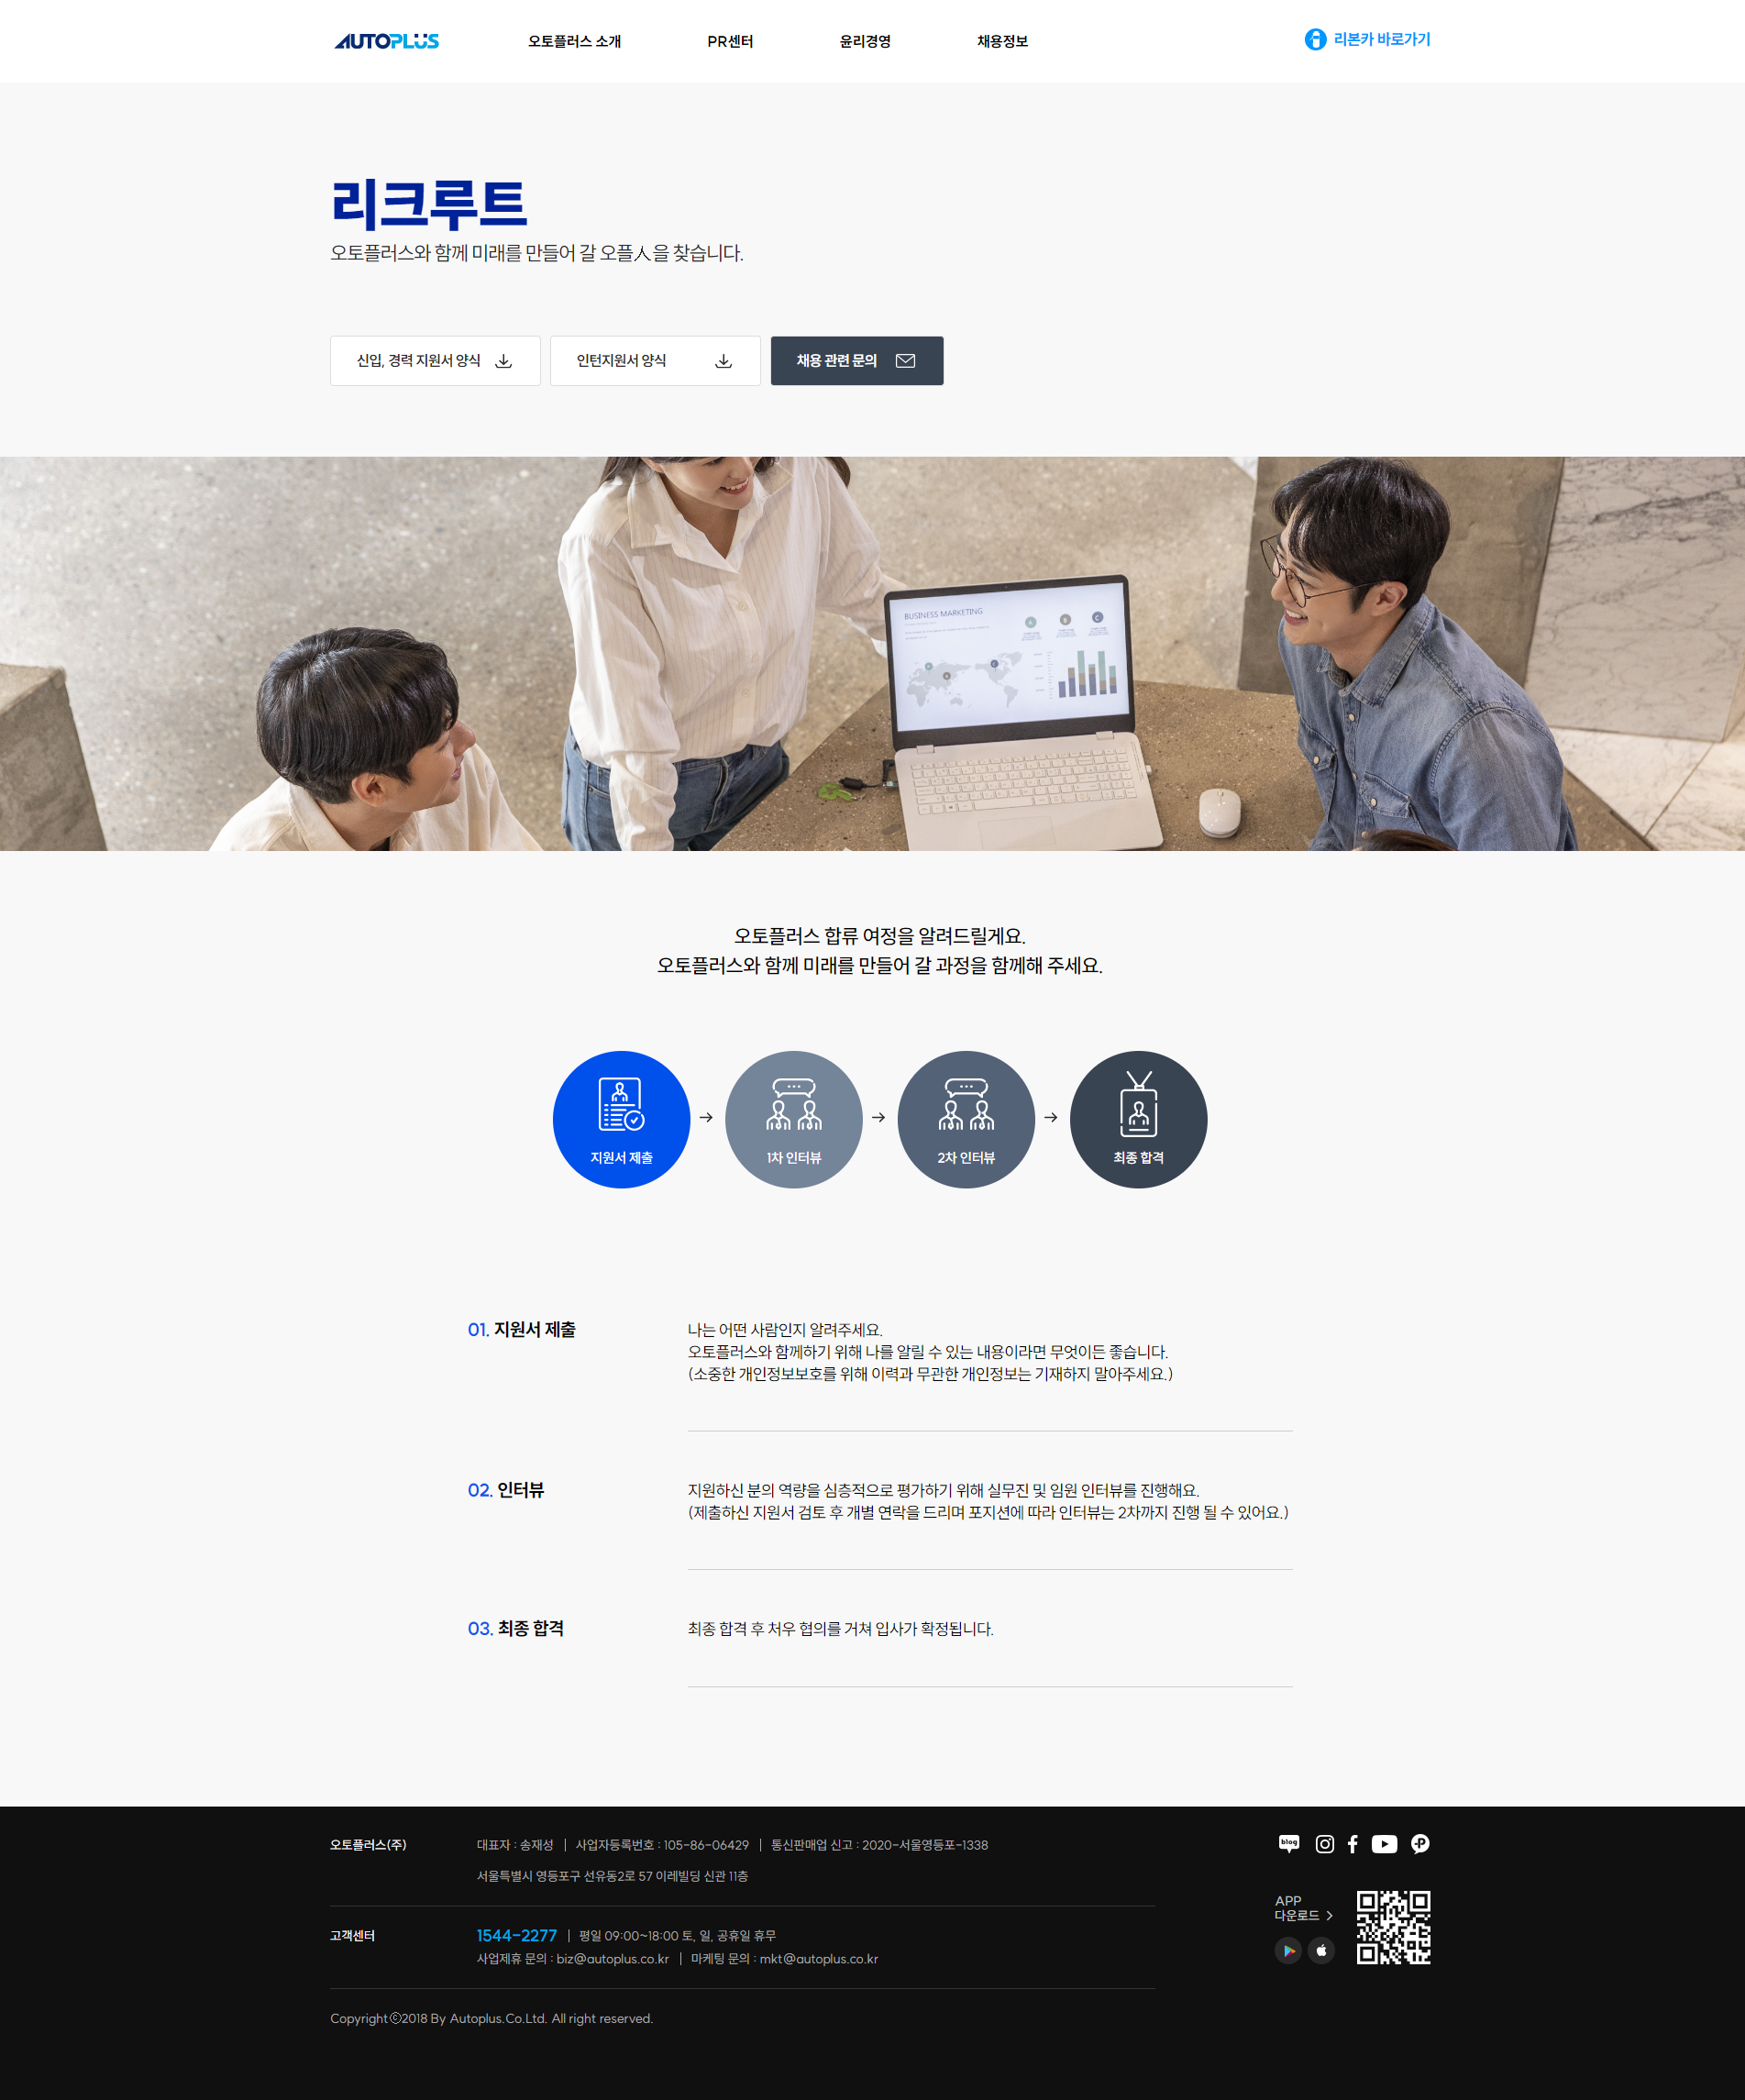 AUTOPLUS
오토플러스 소개
PR센터
윤리경영
채용정보
리본카 바로가기
리크루트
오토플러스와 함께 미래를 만들어 갈 오플人을 찾습니다.
신입, 경력 지원서 양식
인턴지원서 양식
채용 관련 문의
BUSINESS MARKETING
오토플러스 합류 여정을 알려드릴게요.
오토플러스와 함께 미래를 만들어 갈 과정을 함께해 주세요.
지원서 제출
1차 인터뷰
2차 인터뷰
최종 합격
01. 지원서 제출
나는 어떤 사람인지 알려주세요.
오토플러스와 함께하기 위해 나를 알릴 수 있는 내용이라면 무엇이든 좋습니다.
(소중한 개인정보보호를 위해 이력과 무관한 개인정보는 기재하지 말아주세요.)
02. 인터뷰
지원하신 분의 역량을 심층적으로 평가하기 위해 실무진 및 임원 인터뷰를 진행해요.
(제출하신 지원서 검토 후 개별 연락을 드리며 포지션에 따라 인터뷰는 2차까지 진행 될 수 있어요.)
03. 최종 합격
최종 합격 후 처우 협의를 거쳐 입사가 확정됩니다.
오토플러스(주)
대표자 : 송재성 | 사업자등록번호 : 105-86-06429 | 통신판매업 신고 : 2020-서울영등포-1338
서울특별시 영등포구 선유동2로 57 이레빌딩 신관 11층
blog
APP
다운로드
고객센터
1544-2277 | 평일 09:00~18:00 토, 일, 공휴일 휴무
사업제휴 문의 : biz@autoplus.co.kr | 마케팅 문의 : mkt@autoplus.co.kr
Copyrightⓒ2018 By Autoplus.Co.Ltd. All right reserved.